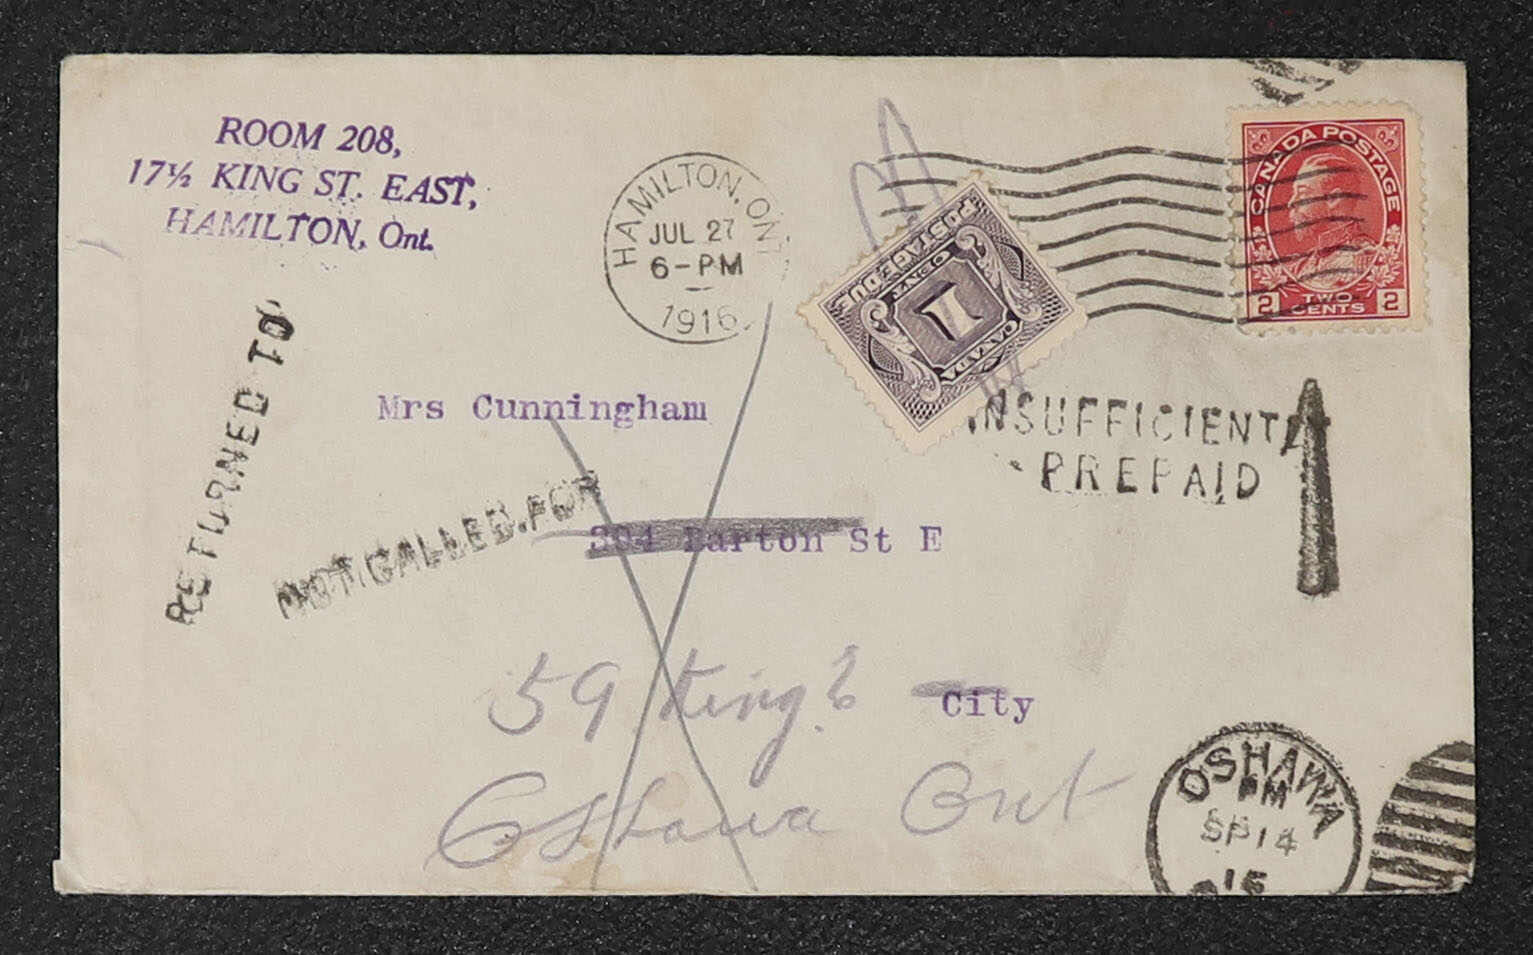 ROOM 208,
17½ KING ST. EAST,
HAMILTON, Ont.
HAMILTON, ONT
JUL 27
6-PM
1916
CANADA POSTAGE
2 TWO CENTS 2
POSTAGE DUE
CENT
1
CANADA
RETURNED TO
Mrs Cunningham
INSUFFICIENTLY
PREPAID
1
NOT CALLED FOR
304 Barton St E
59 King
City
Oshawa Ont
OSHAWA
PM
SP 14
16